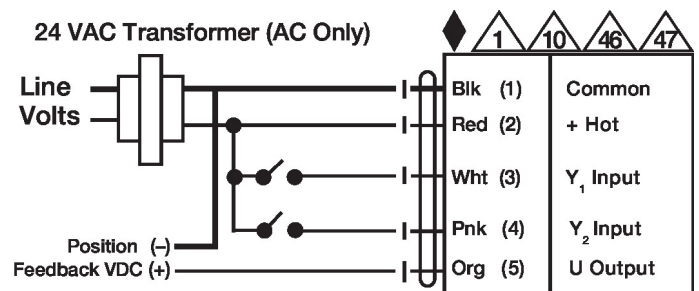 24 VAC Transformer (AC Only)
1 10 46 47
Line
Volts
Blk (1) Common
Red (2) + Hot
Wht (3) Y1 Input
Pnk (4) Y2 Input
Position (–)
Feedback VDC (+)
Org (5) U Output